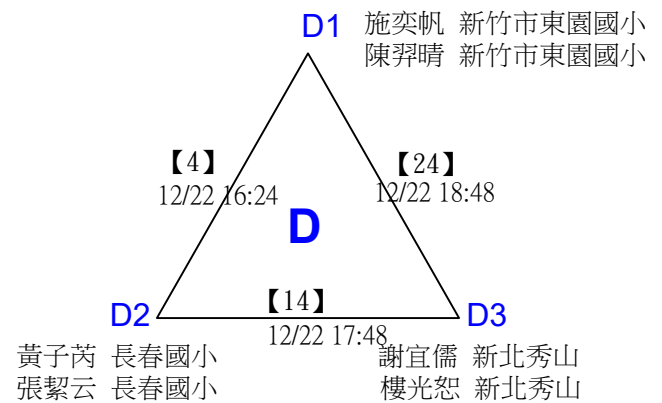 D1 施奕帆 新竹市東園國小
陳羿晴 新竹市東園國小
【4】
12/22 16:24
【24】
12/22 18:48
D
【14】
12/22 17:48
D2
D3
黃子芮 長春國小
張絜云 長春國小
謝宜儒 新北秀山
樓光恕 新北秀山